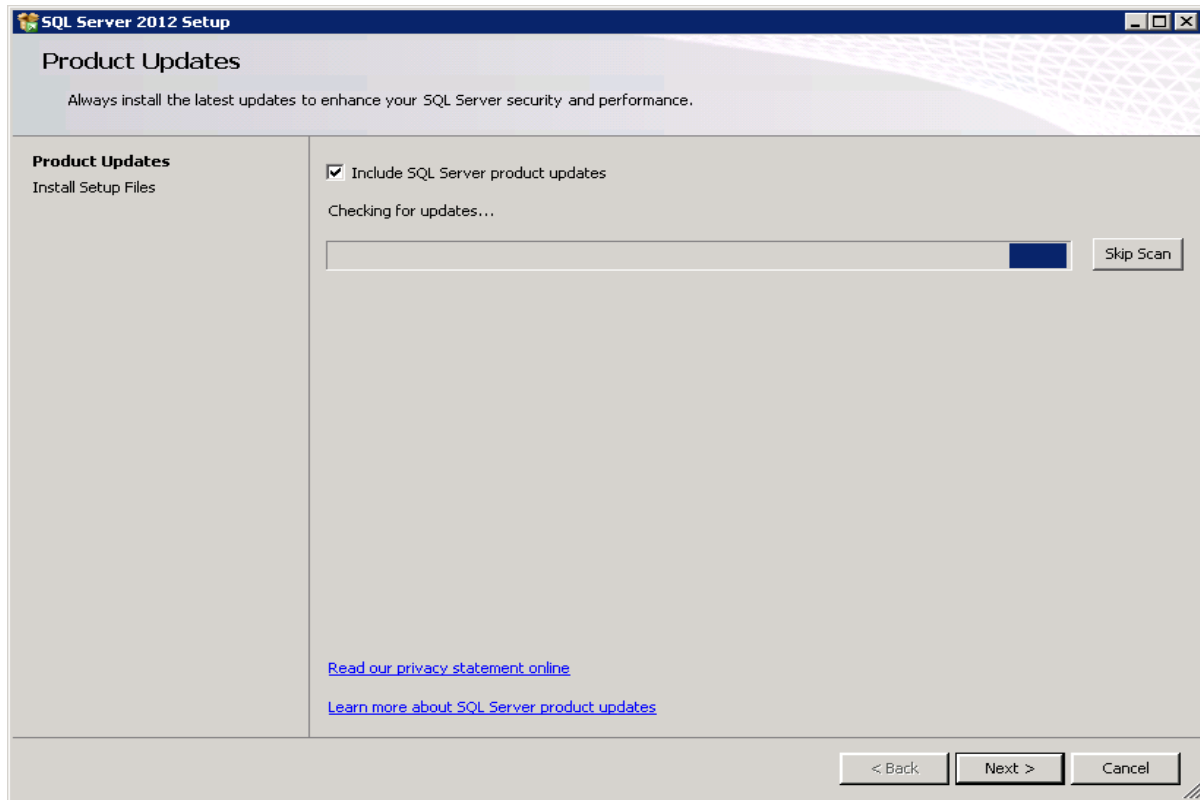 SQL Server 2012 Setup
Product Updates
Always install the latest updates to enhance your SQL Server security and performance.
Product Updates
Install Setup Files
Include SQL Server product updates
Checking for updates...
Skip Scan
Read our privacy statement online
Learn more about SQL Server product updates
< Back
Next >
Cancel